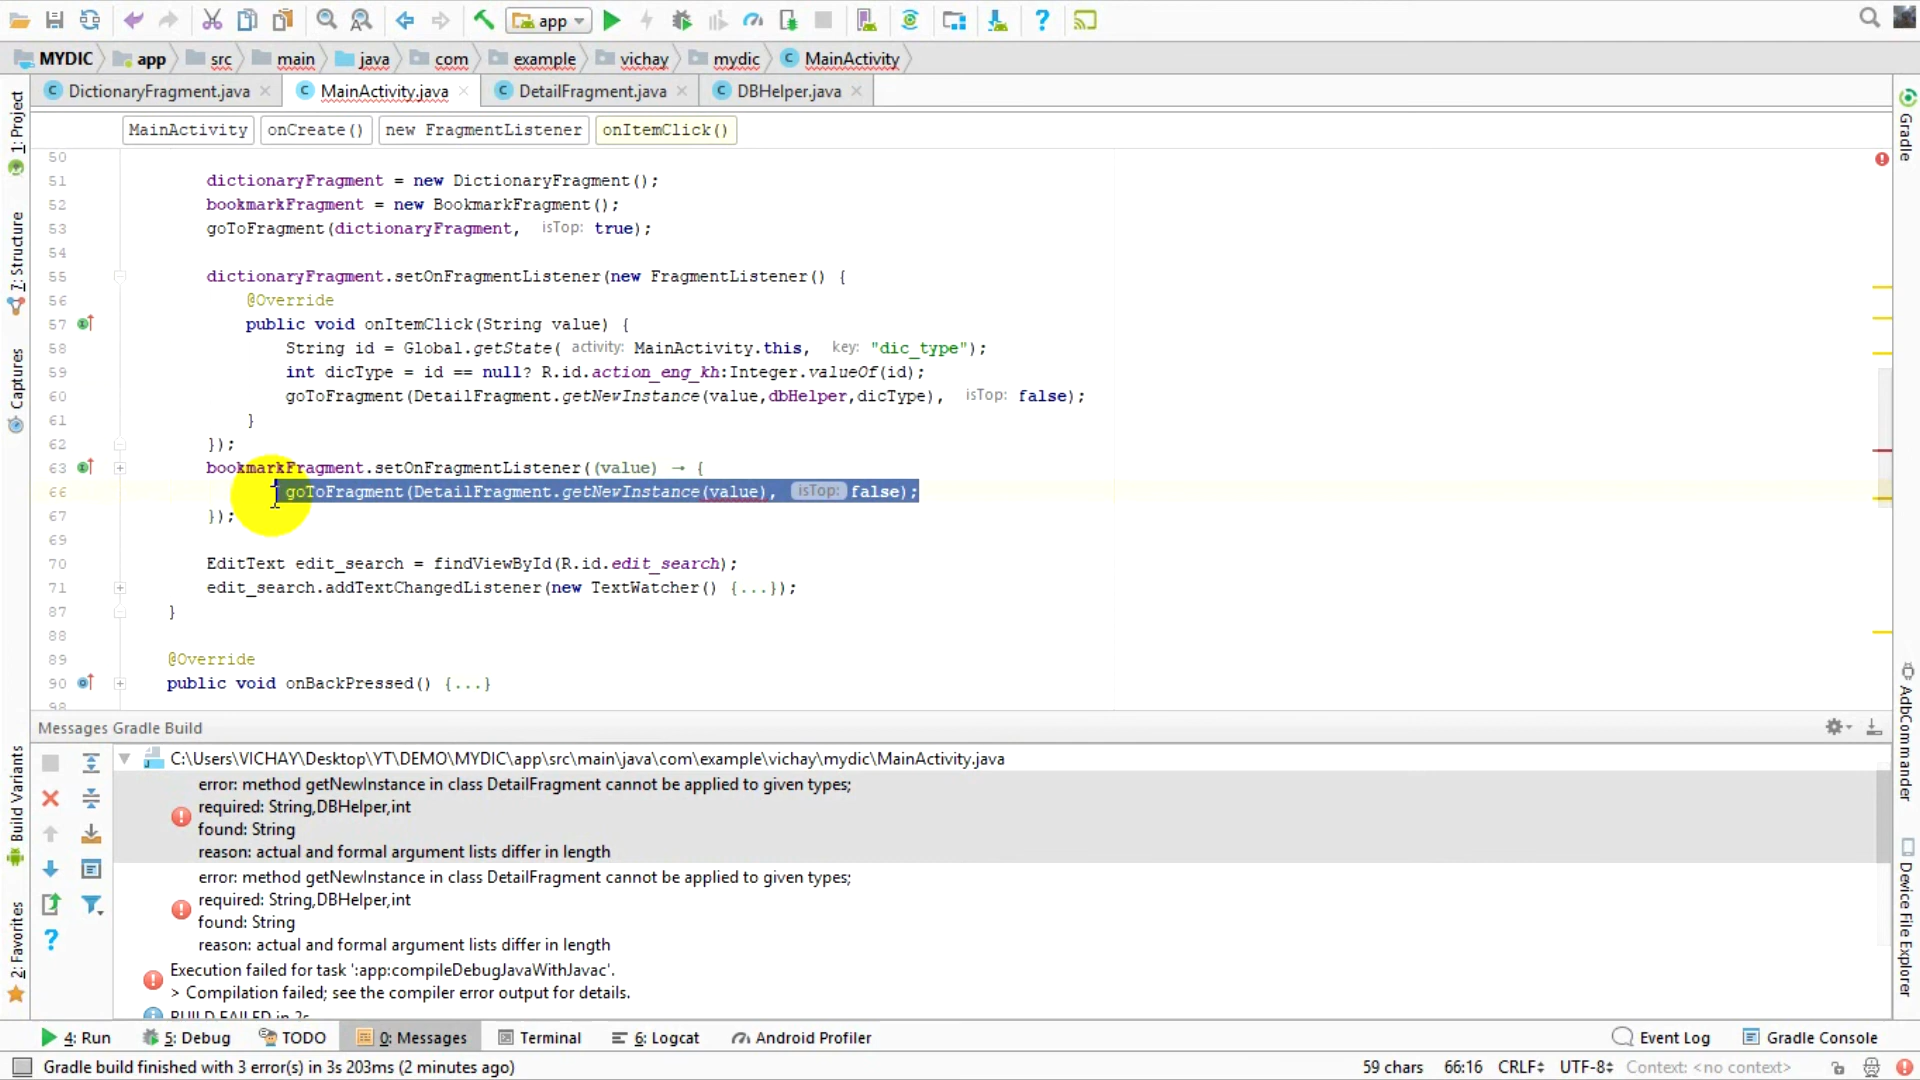 app
MYDIC app src main java com example vichay mydic MainActivity
DictionaryFragment.java MainActivity.java DetailFragment.java DBHelper.java
MainActivity onCreate() new FragmentListener onItemClick()
50
51 dictionaryFragment = new DictionaryFragment();
52 bookmarkFragment = new BookmarkFragment();
53 goToFragment(dictionaryFragment, isTop: true);
54
55 dictionaryFragment.setOnFragmentListener(new FragmentListener() {
56 @Override
57 public void onItemClick(String value) {
58 String id = Global.getState( activity: MainActivity.this, key: "dic_type");
59 int dicType = id == null? R.id.action_eng_kh:Integer.valueOf(id);
60 goToFragment(DetailFragment.getNewInstance(value,dbHelper,dicType), isTop: false);
61 }
62 });
63 bookmarkFragment.setOnFragmentListener((value) → {
66 goToFragment(DetailFragment.getNewInstance(value), isTop: false);
67 });
69
70 EditText edit_search = findViewById(R.id.edit_search);
71 edit_search.addTextChangedListener(new TextWatcher() {...});
87 }
88
89 @Override
90 public void onBackPressed() {...}
98
Messages Gradle Build
C:\Users\VICHAY\Desktop\YT\DEMO\MYDIC\app\src\main\java\com\example\vichay\mydic\MainActivity.java
error: method getNewInstance in class DetailFragment cannot be applied to given types;
required: String,DBHelper,int
found: String
reason: actual and formal argument lists differ in length
error: method getNewInstance in class DetailFragment cannot be applied to given types;
required: String,DBHelper,int
found: String
reason: actual and formal argument lists differ in length
Execution failed for task ':app:compileDebugJavaWithJavac'.
> Compilation failed; see the compiler error output for details.
BUILD FAILED in 2s
4: Run 5: Debug TODO 0: Messages Terminal 6: Logcat Android Profiler Event Log Gradle Console
Gradle build finished with 3 error(s) in 3s 203ms (2 minutes ago) 59 chars 66:16 CRLF UTF-8 Context: <no context>
1: Project
7: Structure
Captures
Build Variants
2: Favorites
Gradle
AdbCommander
Device File Explorer